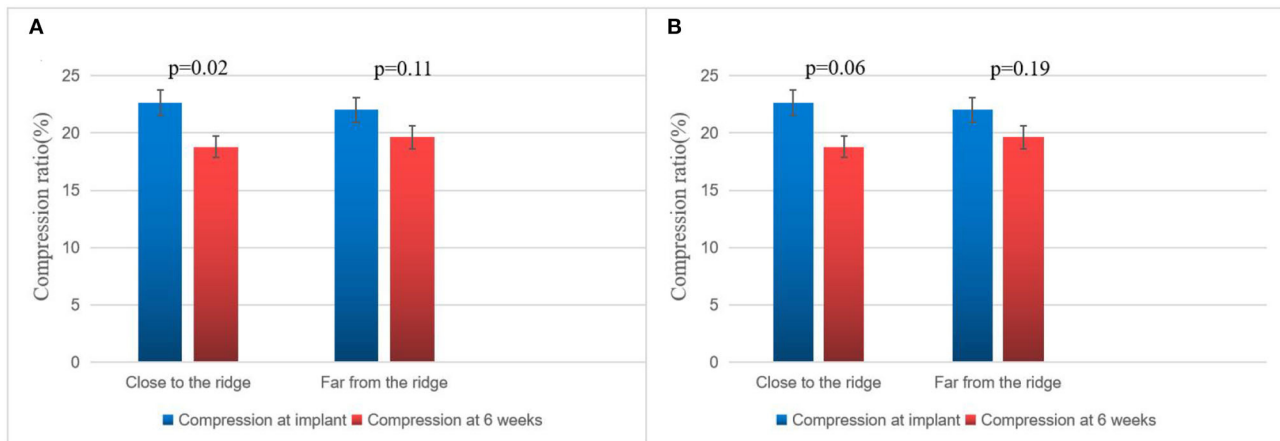 A
p=0.02
p=0.11
Compression ratio(%)
25
20
15
10
5
0
Close to the ridge
Far from the ridge
Compression at implant
Compression at 6 weeks
B
p=0.06
p=0.19
Compression ratio(%)
25
20
15
10
5
0
Close to the ridge
Far from the ridge
Compression at implant
Compression at 6 weeks